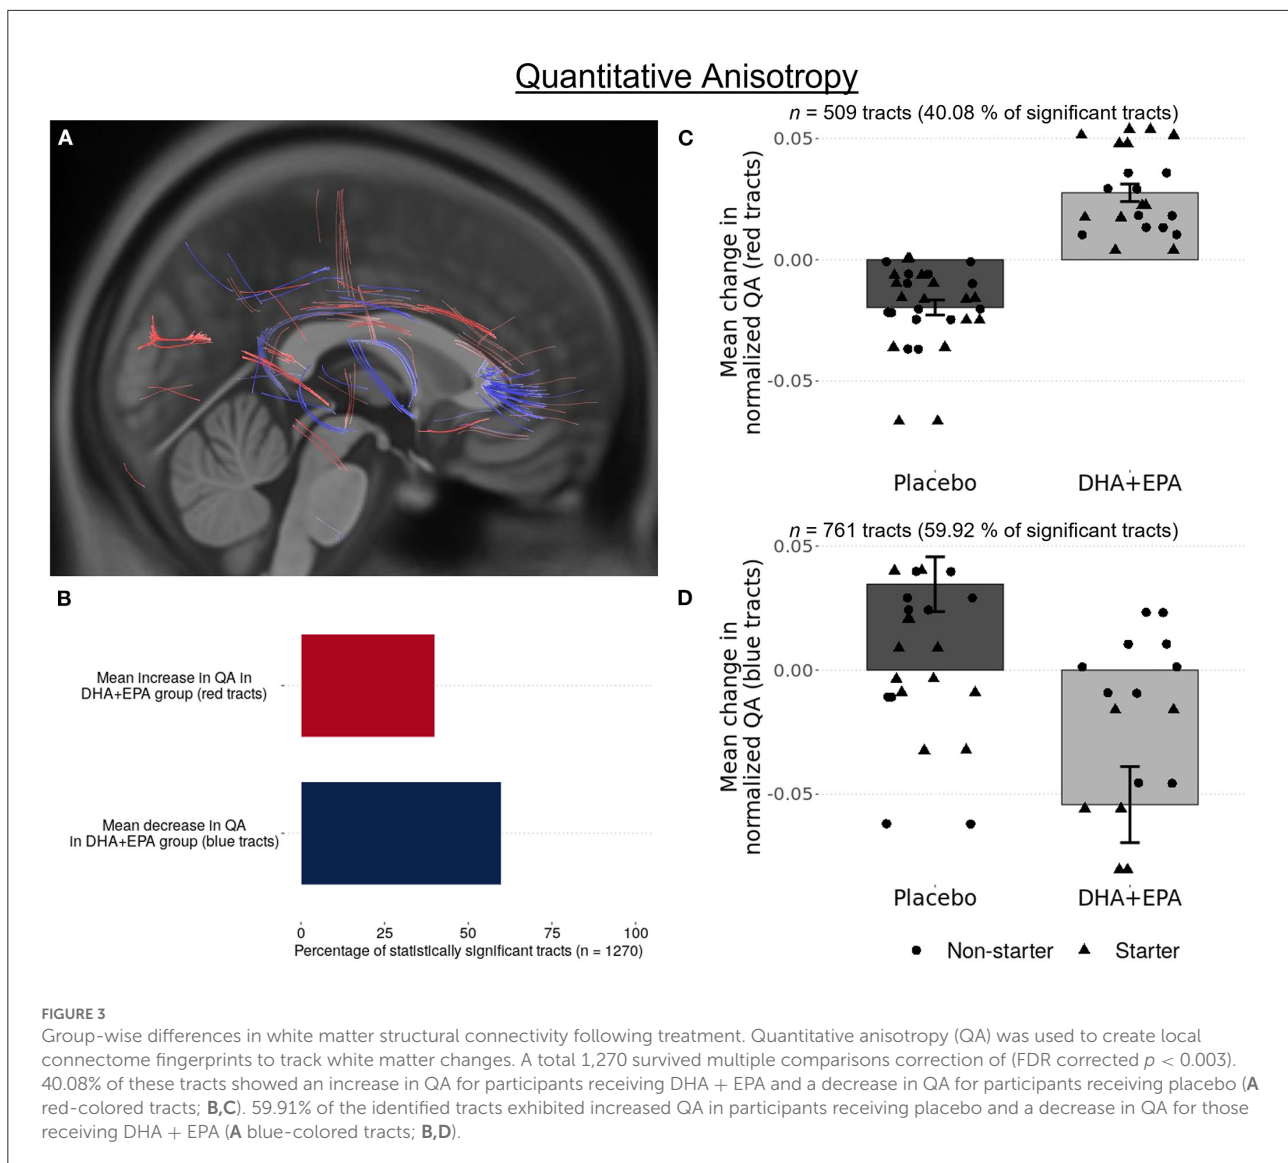 Quantitative Anisotropy
A
B
Mean increase in QA in
DHA+EPA group (red tracts)
Mean decrease in QA
in DHA+EPA group (blue tracts)
0 25 50 75 100
Percentage of statistically significant tracts (n = 1270)
C
n = 509 tracts (40.08 % of significant tracts)
Mean change in
normalized QA (red tracts)
0.05
0.00
-0.05
Placebo DHA+EPA
D
n = 761 tracts (59.92 % of significant tracts)
Mean change in
normalized QA (blue tracts)
0.05
0.00
-0.05
Placebo DHA+EPA
Non-starter Starter
FIGURE 3
Group-wise differences in white matter structural connectivity following treatment. Quantitative anisotropy (QA) was used to create local
connectome fingerprints to track white matter changes. A total 1,270 survived multiple comparisons correction of (FDR corrected p < 0.003).
40.08% of these tracts showed an increase in QA for participants receiving DHA + EPA and a decrease in QA for participants receiving placebo (A
red-colored tracts; B,C). 59.91% of the identified tracts exhibited increased QA in participants receiving placebo and a decrease in QA for those
receiving DHA + EPA (A blue-colored tracts; B,D).